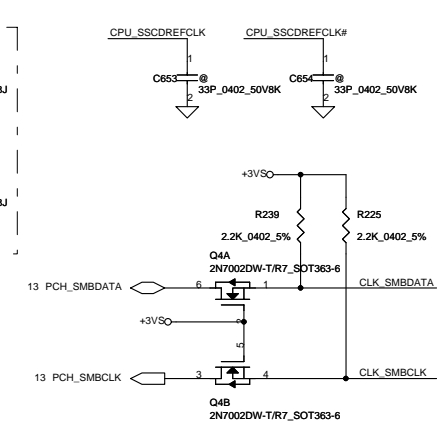 CPU_SSCDREFCLK
CPU_SSCDREFCLK#
1
1
C653
@
C654
@
33P_0402_50V8K
33P_0402_50V8K
2
2
+3VS
R239
R225
2.2K_0402_5%
2.2K_0402_5%
Q4A
2N7002DW-T/R7_SOT363-6
13 PCH_SMBDATA
6
1
CLK_SMBDATA
+3VS
2
5
13 PCH_SMBCLK
3
4
CLK_SMBCLK
Q4B
2N7002DW-T/R7_SOT363-6